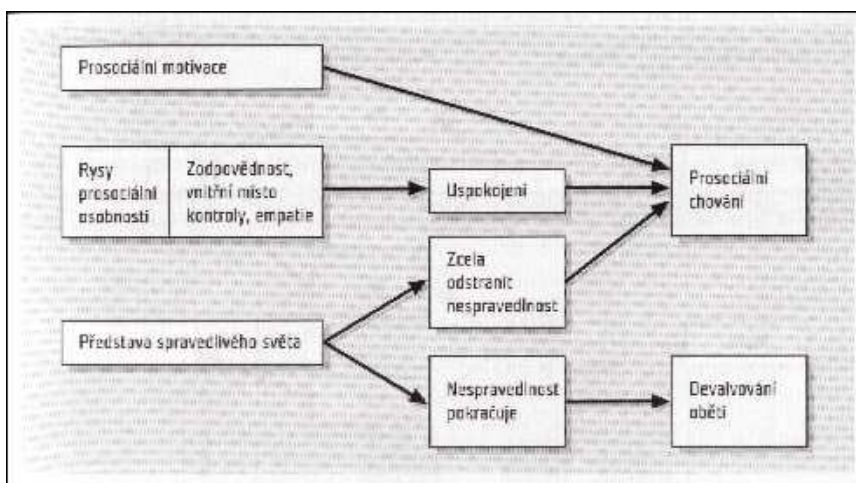 Prosociální motivace
Rysy
prosociální
osobnosti
Zodpovědnost,
vnitřní místo
kontroly, empatie
Uspokojení
Prosociální
chování
Zcela
odstranit
nespravedlnost
Představa spravedlivého světa
Nespravedlnost
pokračuje
Devalvování
oběti